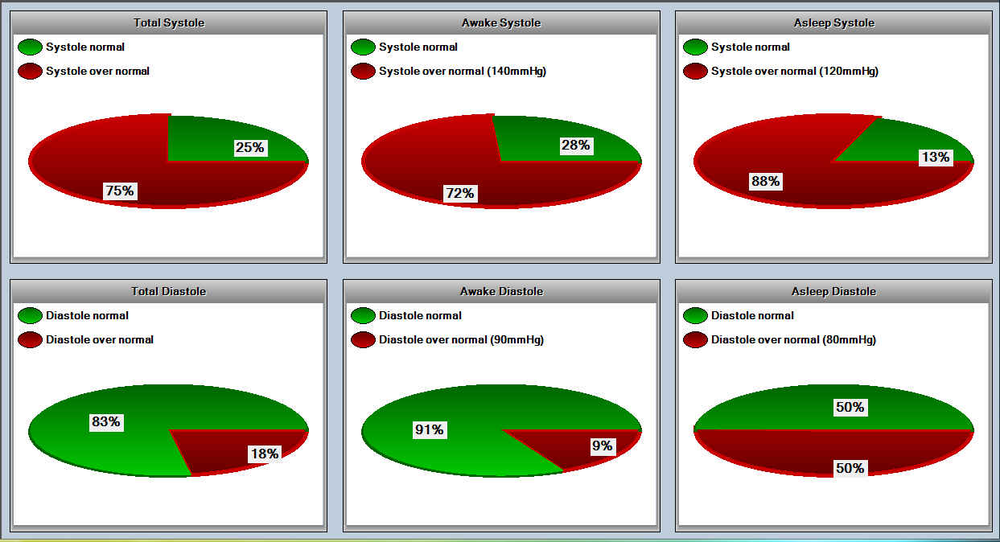 Total Systole
Systole normal
Systole over normal
25%
75%
Awake Systole
Systole normal
Systole over normal (140mmHg)
28%
72%
Asleep Systole
Systole normal
Systole over normal (120mmHg)
13%
88%
Total Diastole
Diastole normal
Diastole over normal
83%
18%
Awake Diastole
Diastole normal
Diastole over normal (90mmHg)
91%
9%
Asleep Diastole
Diastole normal
Diastole over normal (80mmHg)
50%
50%